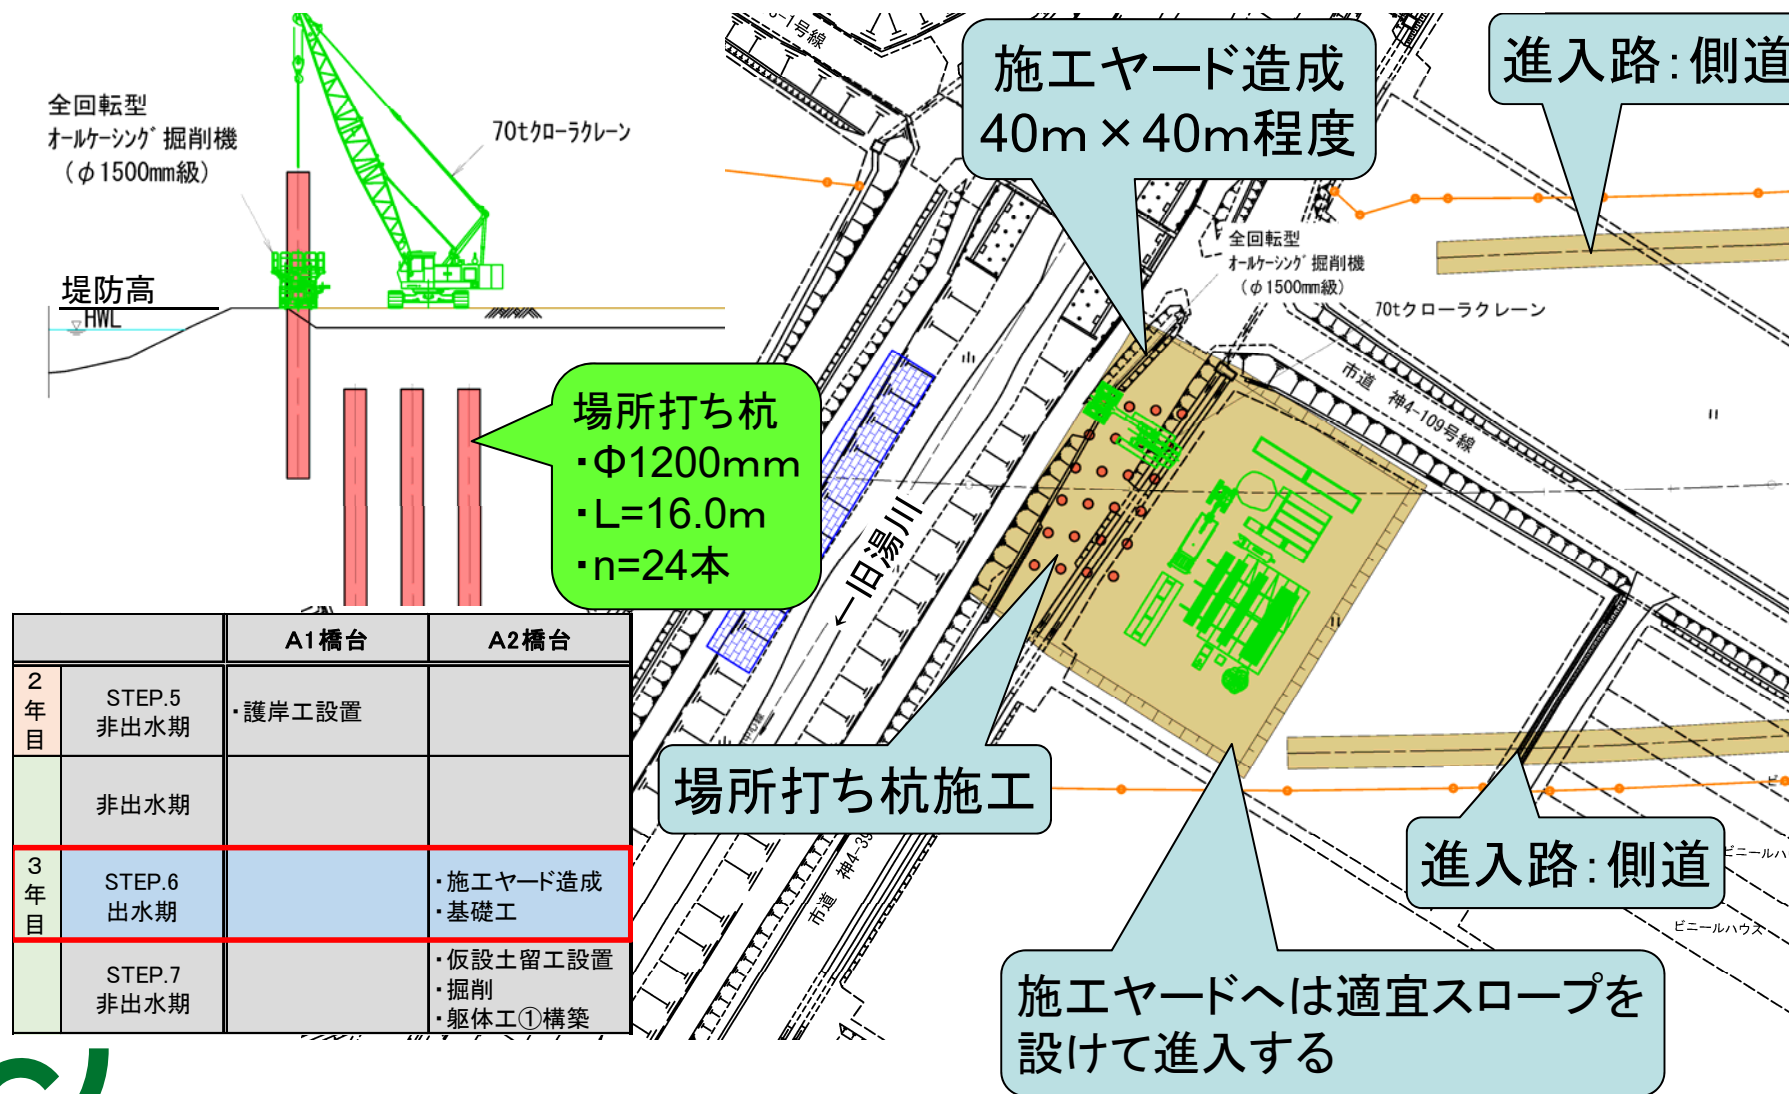 全回転型
オールケーシング掘削機
(φ1500mm級)
70tクローラクレーン
堤防高
HWL
場所打ち杭
・Φ1200mm
・L=16.0m
・n=24本
施工ヤード造成
40m×40m程度
進入路：側道
全回転型
オールケーシング掘削機
(φ1500mm級)
70tクローラクレーン
市道 神4-109号線
←旧湯川
場所打ち杭施工
進入路：側道
ビニールハウス
市道 神4-39
施工ヤードへは適宜スロープを
設けて進入する
A1橋台 A2橋台
2年目 STEP.5 非出水期 ・護岸工設置
非出水期
3年目 STEP.6 出水期 ・施工ヤード造成 ・基礎工
STEP.7 非出水期 ・仮設土留工設置 ・掘削 ・躯体工①構築